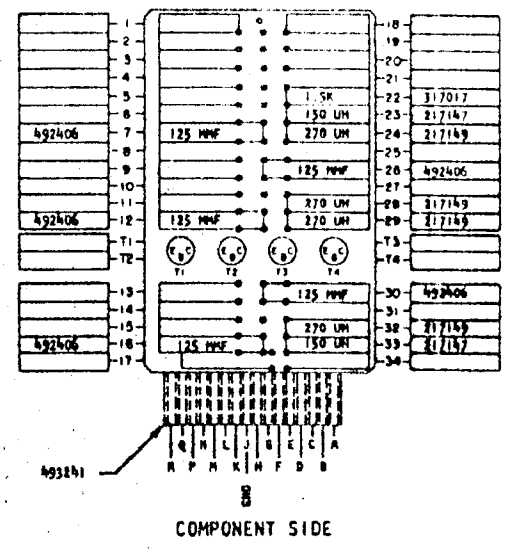 1 18
2 19
3 20
4 21
5 1.5K 22 317017
6 150 UH 23 217147
492406 7 125 MMF 270 UH 24 217149
8 25
9 125 MMF 26 492406
10 27
11 270 UH 28 217149
492406 12 125 MMF 270 UH 29 217149
T1 E B C E B C E B C E B C T3
T2 T1 T2 T3 T4 T4
13 125 MMF 30 492406
14 31
15 270 UH 32 217149
492406 16 125 MMF 150 UH 33 217147
17 34
Q N L J G E C A
R P M K H F D B
493241
GND
COMPONENT SIDE